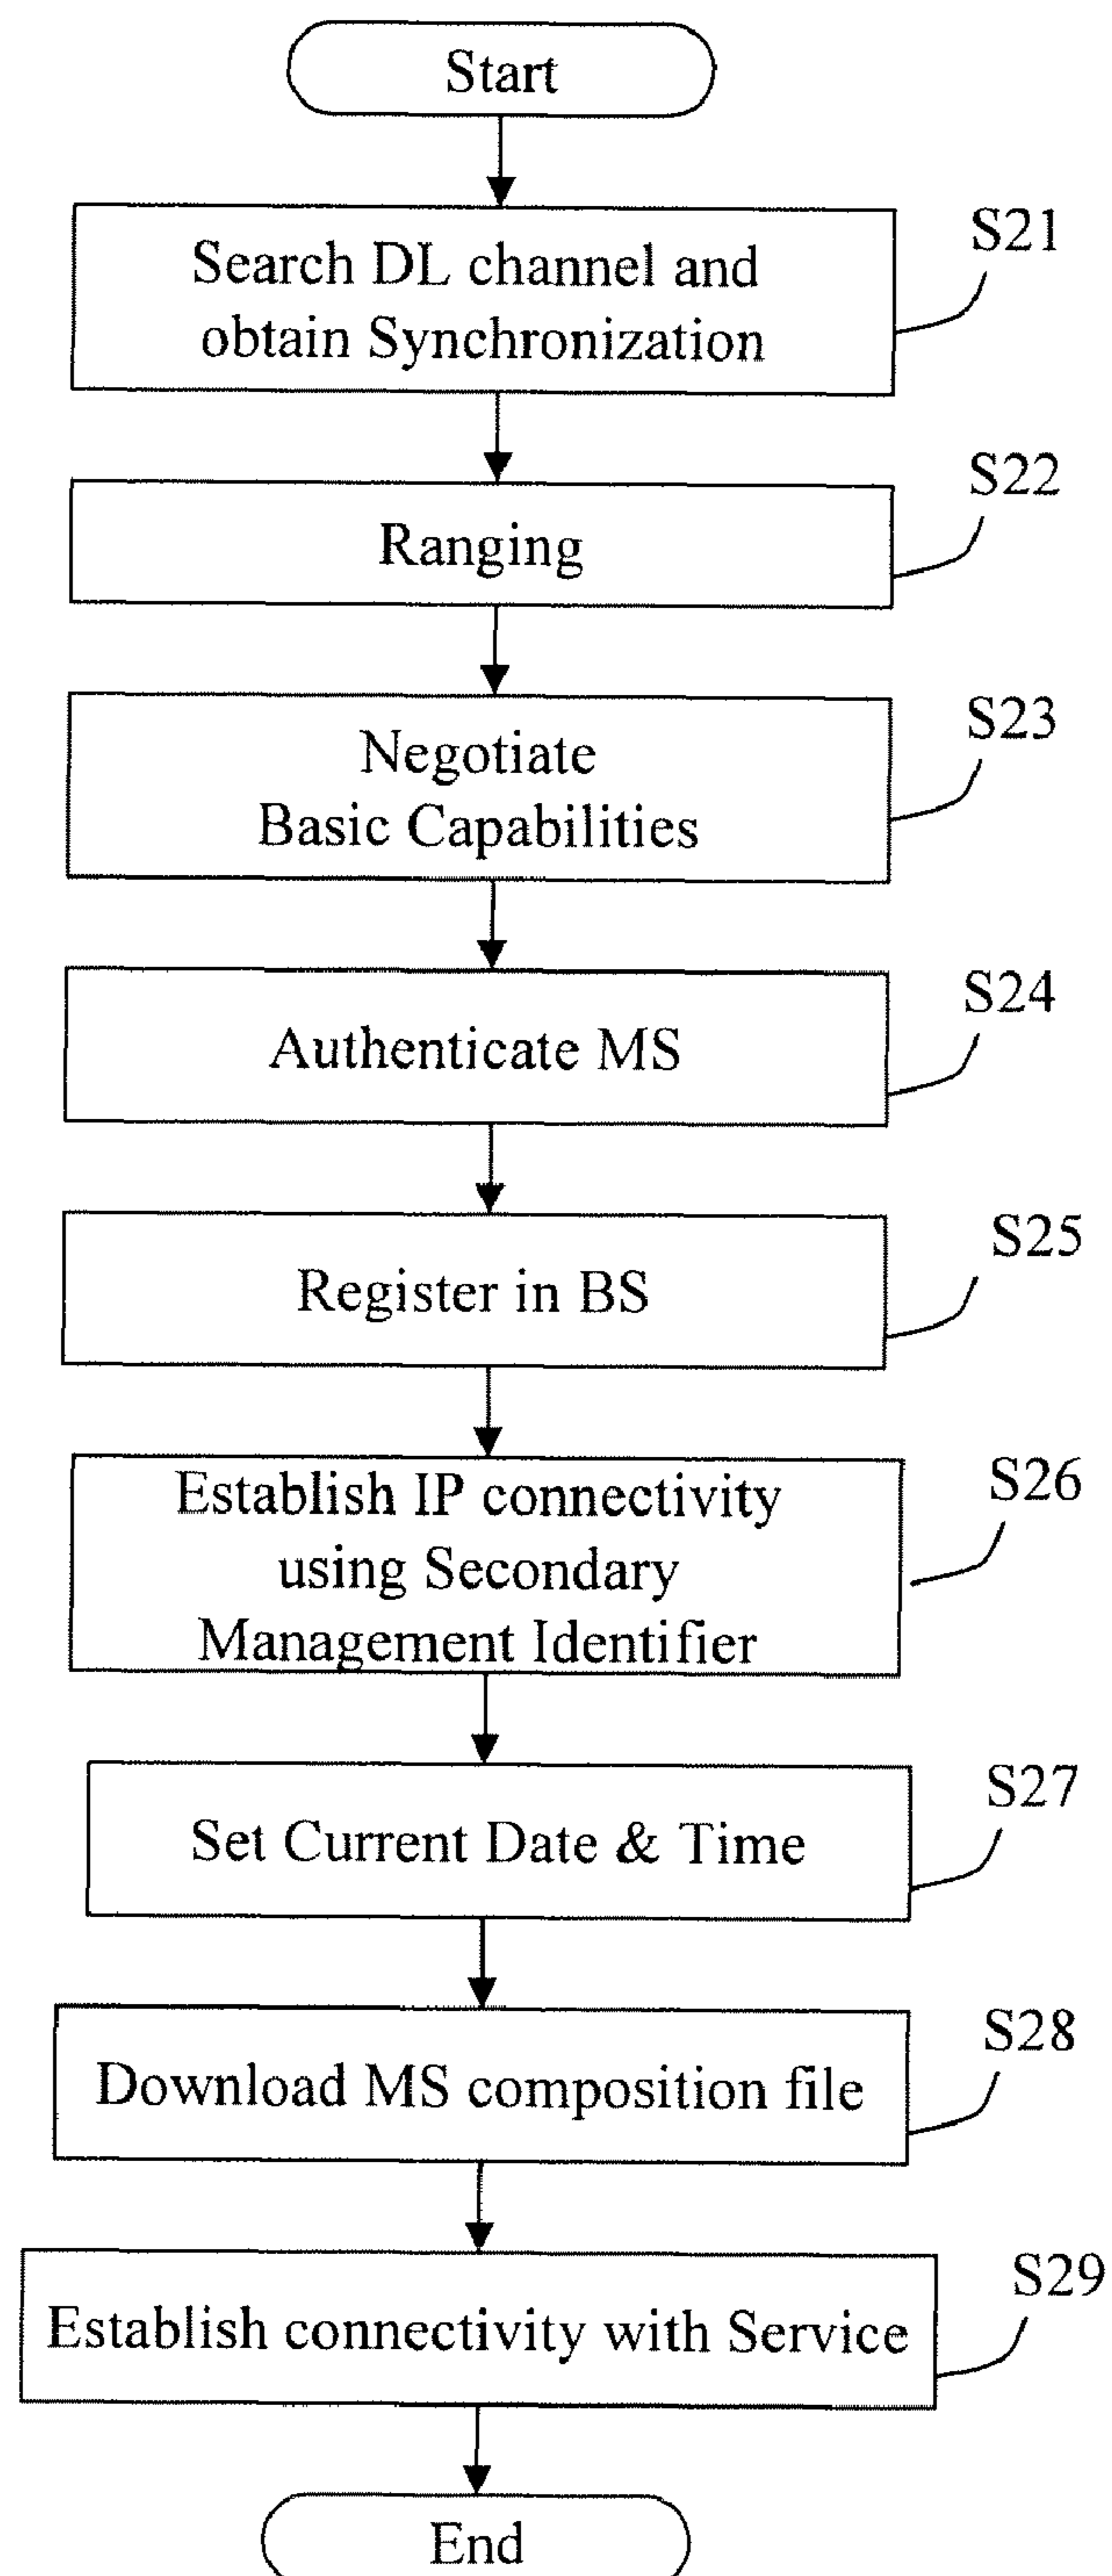 Start
S21
Search DL channel and
obtain Synchronization
S22
Ranging
S23
Negotiate
Basic Capabilities
S24
Authenticate MS
S25
Register in BS
S26
Establish IP connectivity
using Secondary
Management Identifier
S27
Set Current Date & Time
S28
Download MS composition file
S29
Establish connectivity with Service
End